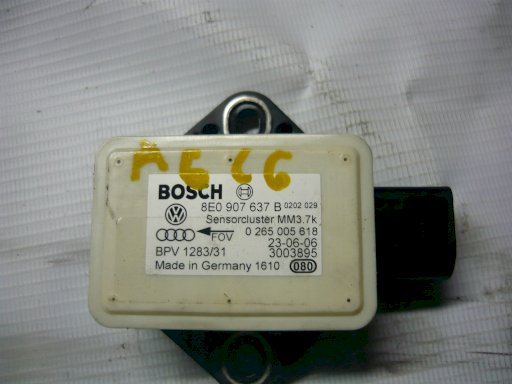 A6 C6
BOSCH
8E0 907 637 B 0202 029
Sensorcluster MM3.7k
FOV 0 265 005 618
23-06-06
BPV 1283/31 3003895
Made in Germany 1610 080